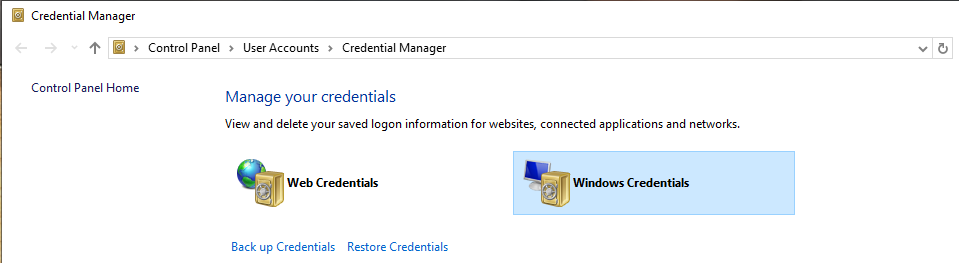 Credential Manager
Control Panel > User Accounts > Credential Manager
Control Panel Home
Manage your credentials
View and delete your saved logon information for websites, connected applications and networks.
Web Credentials
Windows Credentials
Back up Credentials
Restore Credentials